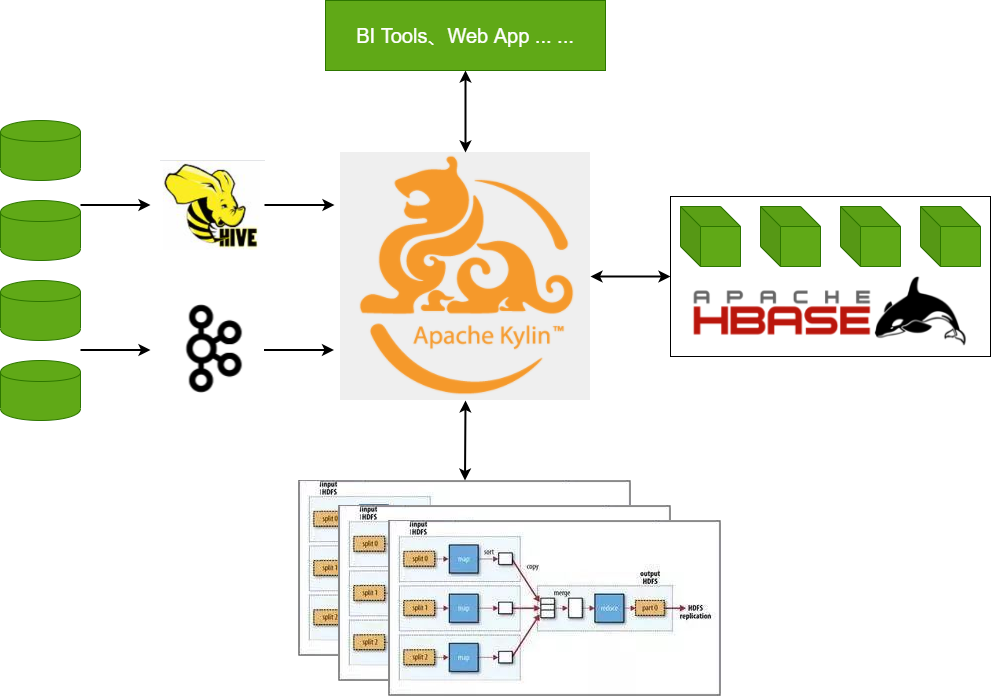 BI Tools、Web App ... ...
HIVE
Apache Kylin™
APACHE
HBASE
/input
HDFS
split 0
split 1
split 2
/input
HDFS
split 0
split 1
split 2
/input
HDFS
split 0
map
sort
copy
split 1
map
merge
reduce
output
HDFS
part 0
HDFS
replication
split 2
map